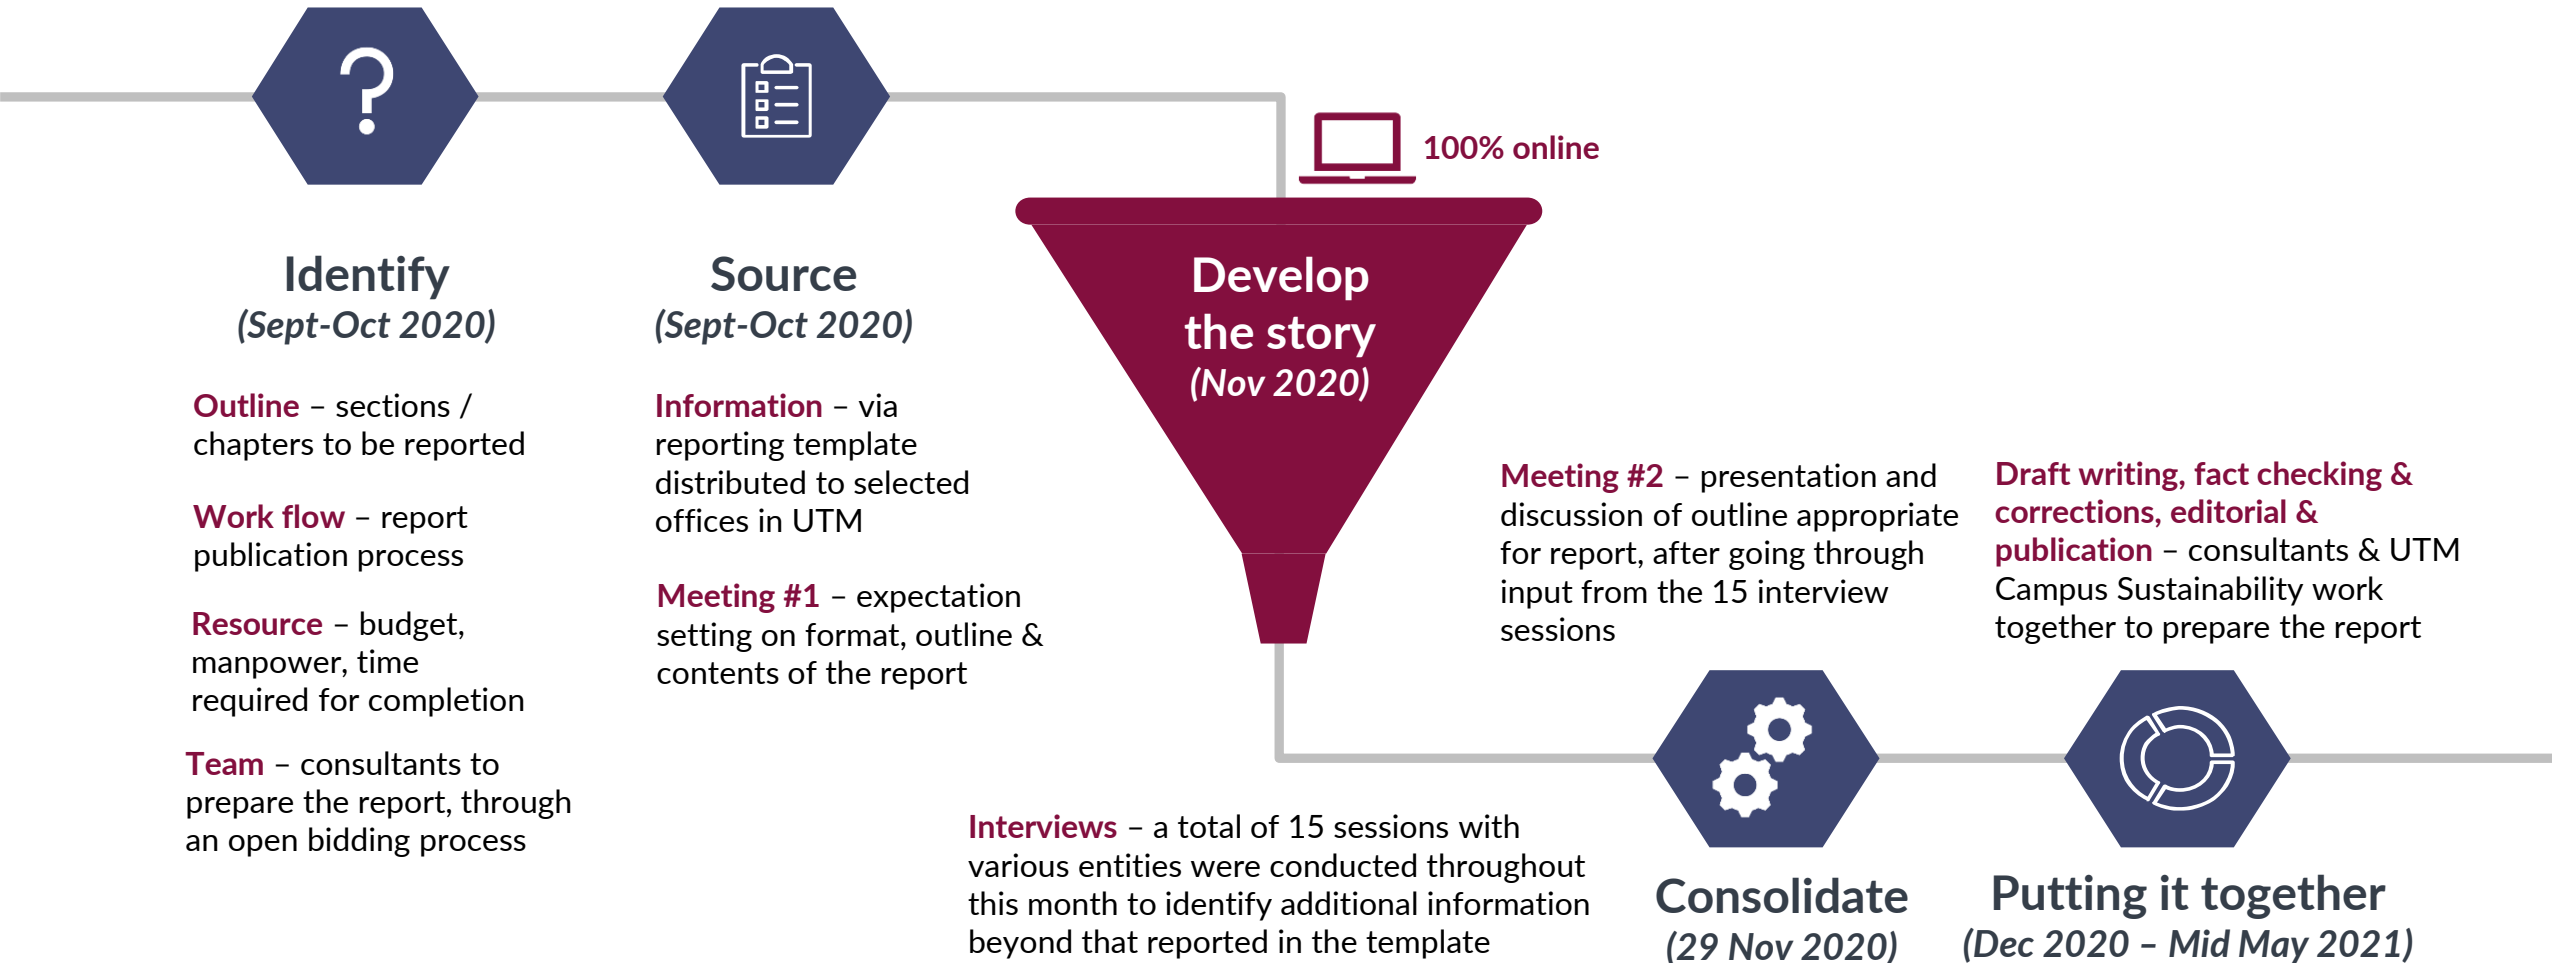 100% online
Identify
(Sept-Oct 2020)
Outline – sections /
chapters to be reported
Work flow – report
publication process
Resource – budget,
manpower, time
required for completion
Team – consultants to
prepare the report, through
an open bidding process
Source
(Sept-Oct 2020)
Information – via
reporting template
distributed to selected
offices in UTM
Meeting #1 – expectation
setting on format, outline &
contents of the report
Develop
the story
(Nov 2020)
Interviews – a total of 15 sessions with
various entities were conducted throughout
this month to identify additional information
beyond that reported in the template
Meeting #2 – presentation and
discussion of outline appropriate
for report, after going through
input from the 15 interview
sessions
Consolidate
(29 Nov 2020)
Draft writing, fact checking &
corrections, editorial &
publication – consultants & UTM
Campus Sustainability work
together to prepare the report
Putting it together
(Dec 2020 – Mid May 2021)